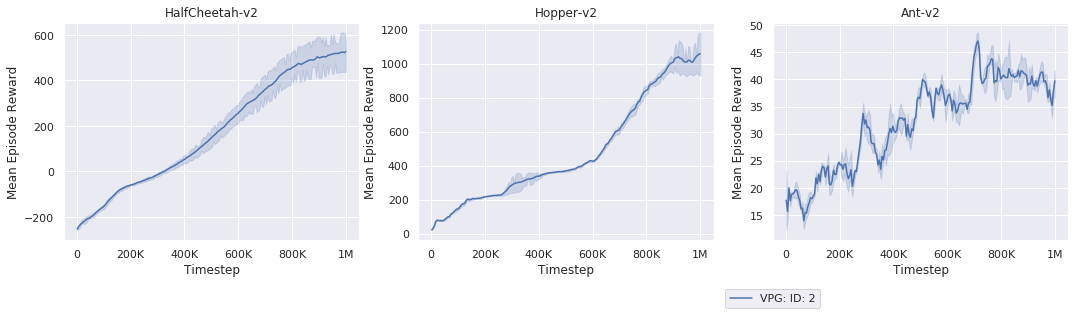 HalfCheetah-v2
Mean Episode Reward
600
400
200
0
−200
0
200K
400K
600K
800K
1M
Timestep
Hopper-v2
Mean Episode Reward
1200
1000
800
600
400
200
0
0
200K
400K
600K
800K
1M
Timestep
Ant-v2
Mean Episode Reward
50
45
40
35
30
25
20
15
0
200K
400K
600K
800K
1M
Timestep
VPG: ID: 2